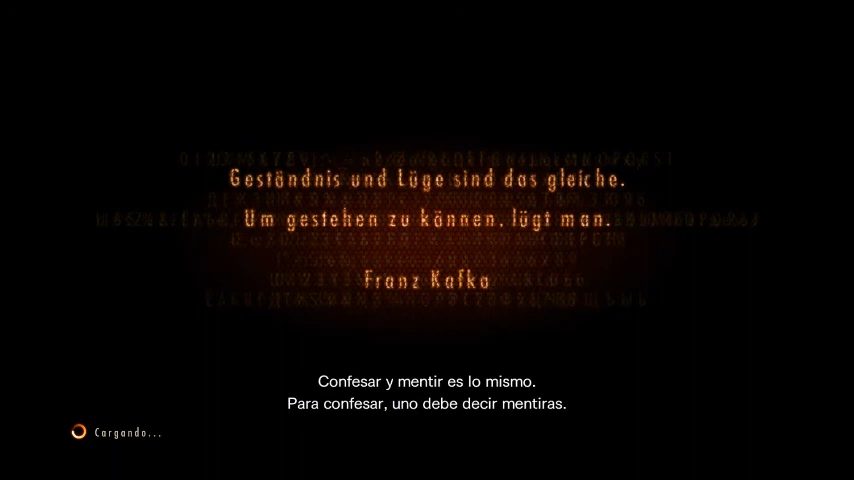 Geständnis und Lüge sind das gleiche.
Um gestehen zu können, lügt man.
Franz Kafka
Confesar y mentir es lo mismo.
Para confesar, uno debe decir mentiras.
Cargando...